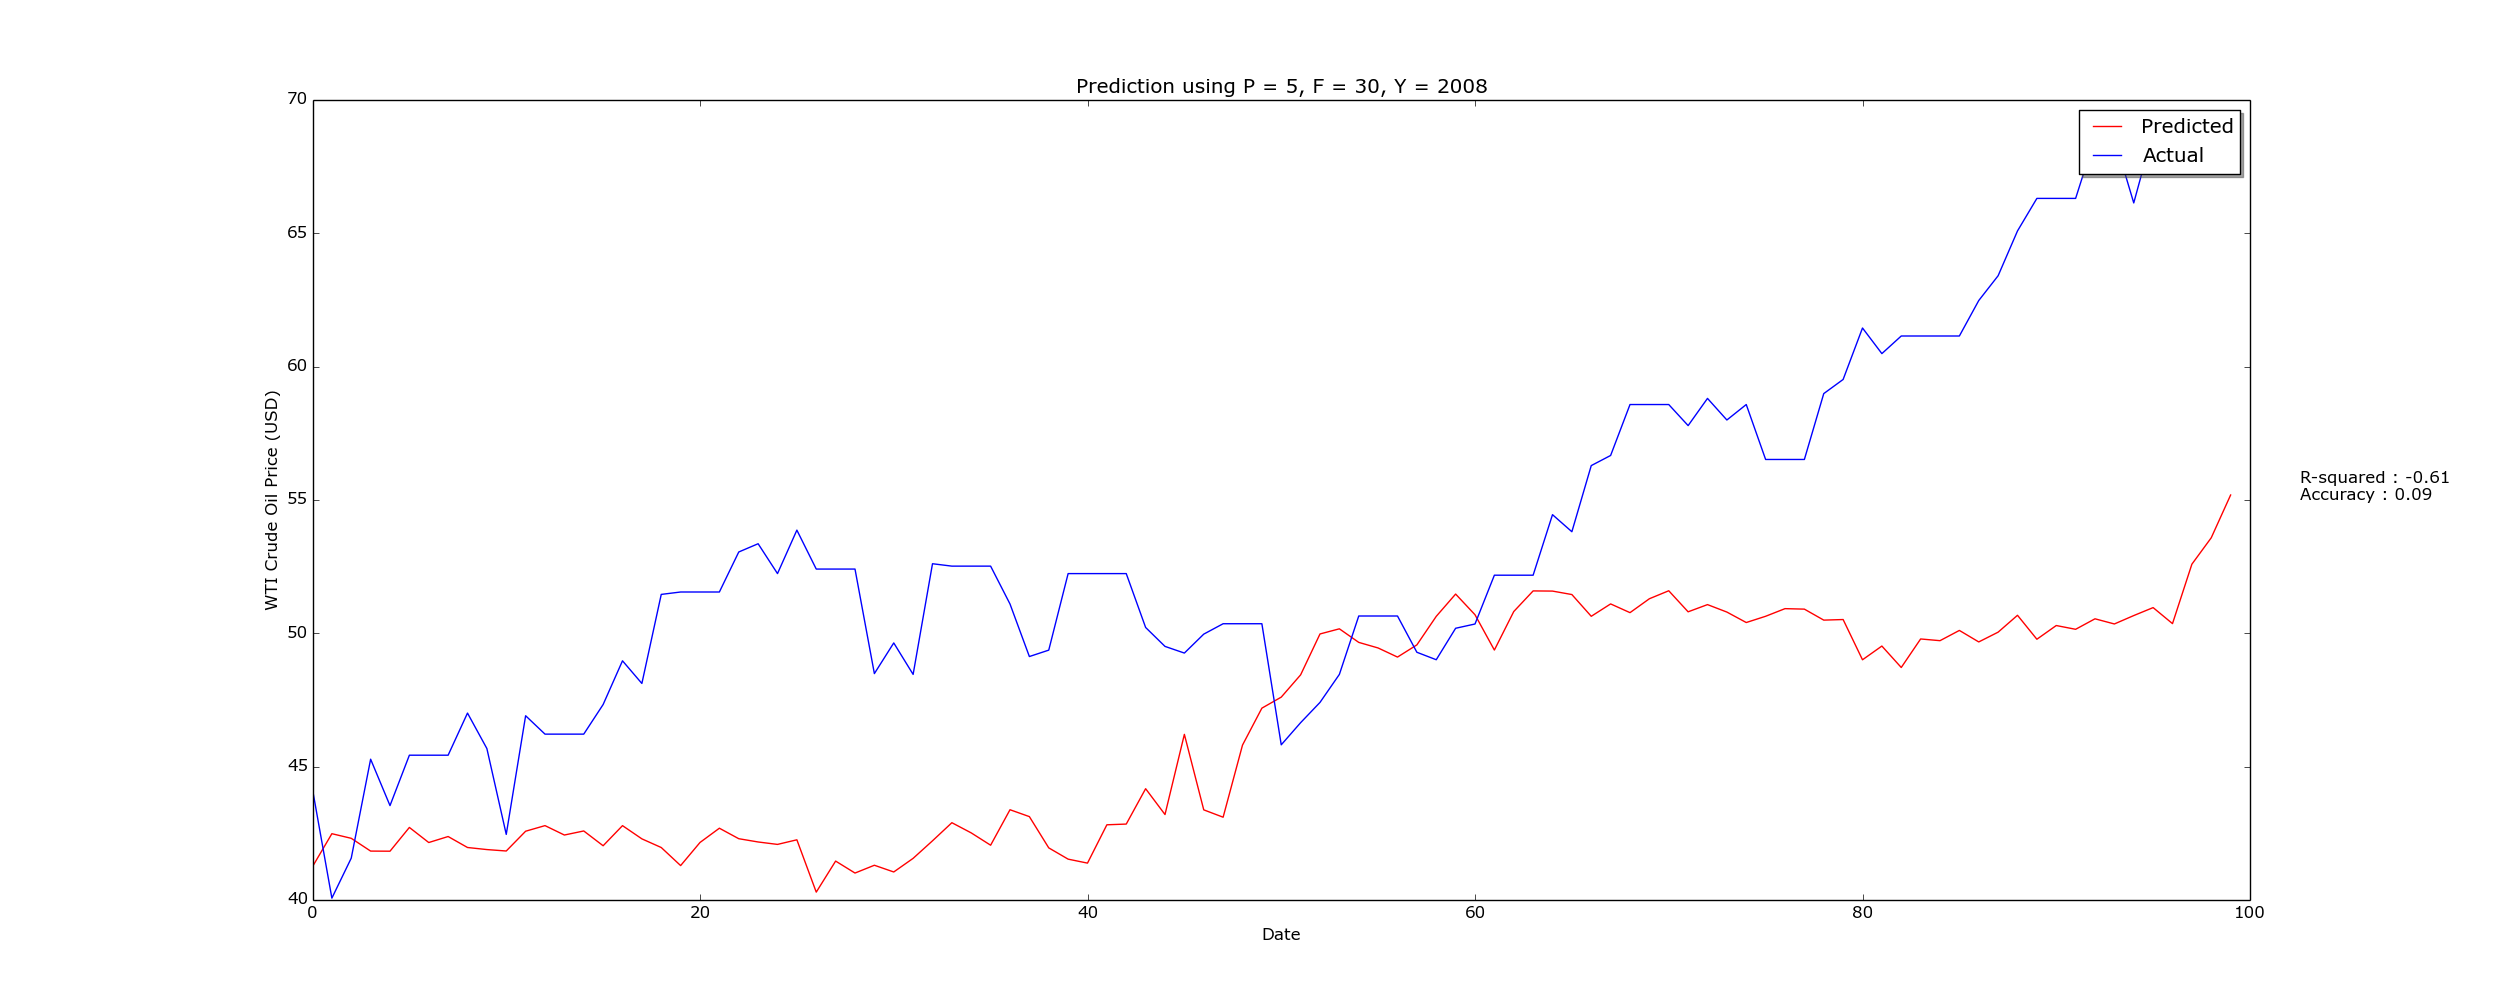 Prediction using P = 5, F = 30, Y = 2008
Predicted
Actual
70
65
60
55
50
45
40
WTI Crude Oil Price (USD)
0 20 40 60 80 100
Date
R-squared : -0.61
Accuracy : 0.09